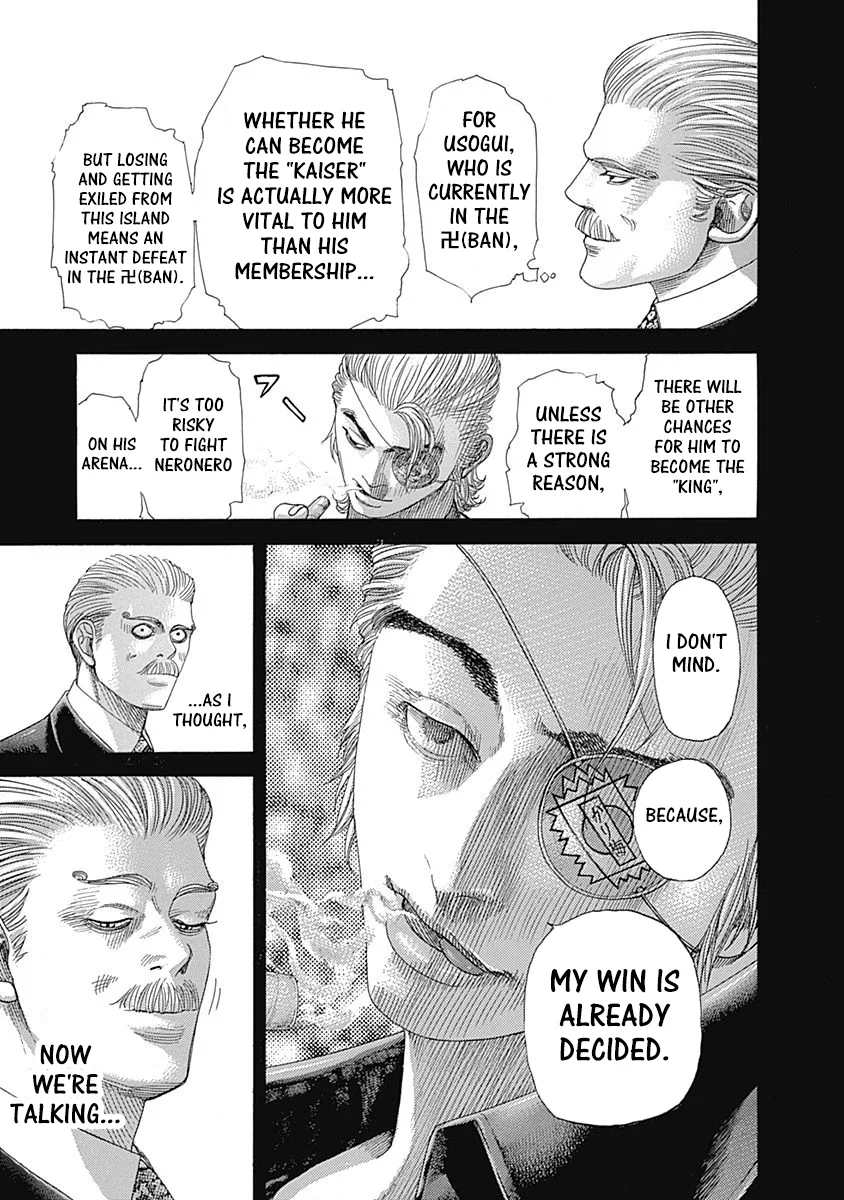 FOR
USOGUI,
WHO IS
CURRENTLY
IN THE
卍(BAN),
WHETHER HE
CAN BECOME
THE "KAISER"
IS ACTUALLY MORE
VITAL TO HIM
THAN HIS
MEMBERSHIP...
BUT LOSING
AND GETTING
EXILED FROM
THIS ISLAND
MEANS AN
INSTANT DEFEAT
IN THE 卍(BAN).
THERE WILL
BE OTHER
CHANCES
FOR HIM TO
BECOME THE
"KING",
UNLESS
THERE IS
A STRONG
REASON,
IT'S TOO
RISKY
TO FIGHT
NERONERO
ON HIS
ARENA...
I DON'T
MIND.
BECAUSE,
かり梅
MY WIN IS
ALREADY
DECIDED.
...AS I
THOUGHT,
NOW
WE'RE
TALKING...